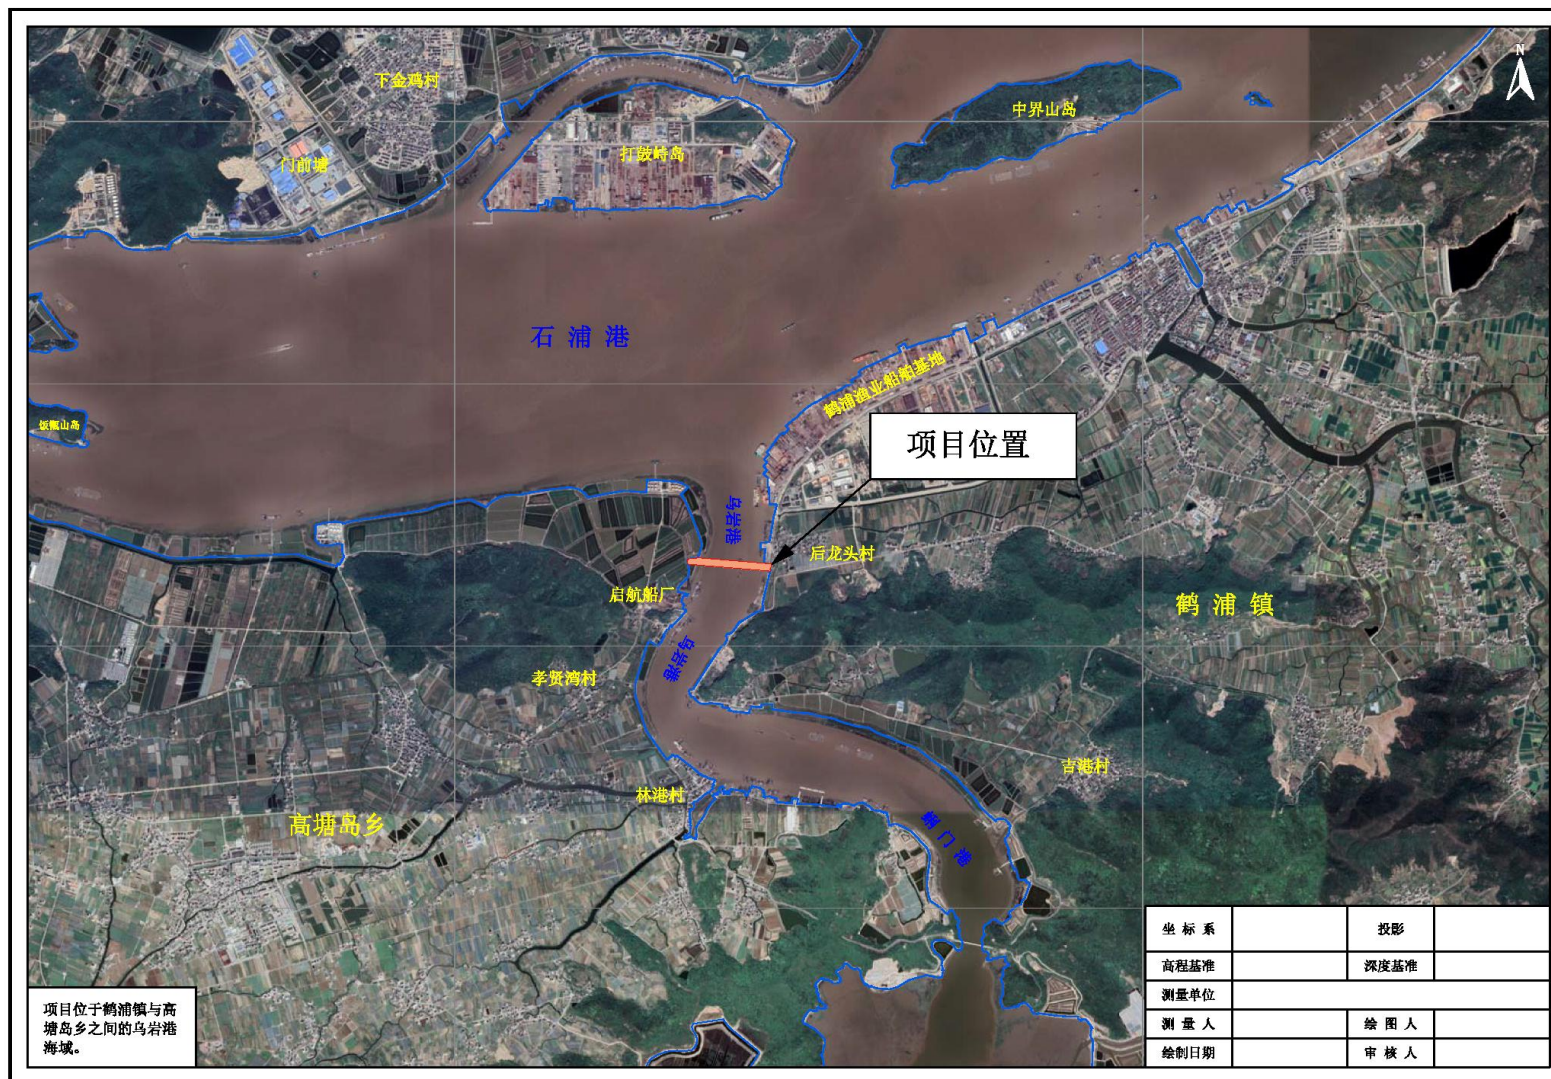 N
下金鸡村
中界山岛
打鼓峙岛
门前塘
石浦港
鹤浦渔业船舶基地
饭甑山岛
项目位置
乌岩港
后龙头村
启航船厂
鹤浦镇
乌岩港
孝贤湾村
吉港村
林港村
高塘岛乡
蜊门港
坐标系
投影
高程基准
深度基准
测量单位
测量人
绘图人
绘制日期
审核人
项目位于鹤浦镇与高
塘岛乡之间的乌岩港
海域。